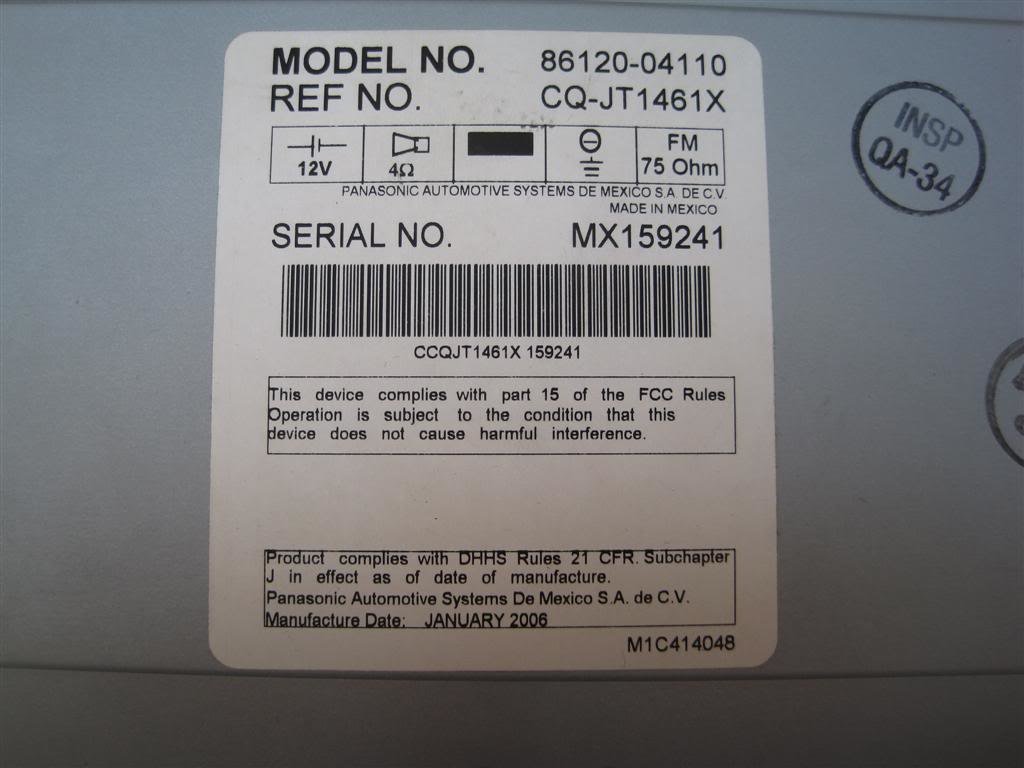 MODEL NO. 86120-04110
REF NO. CQ-JT1461X
12V 4Ω FM 75 Ohm
PANASONIC AUTOMOTIVE SYSTEMS DE MEXICO S.A. DE C.V.
MADE IN MEXICO
SERIAL NO. MX159241
CCQJT1461X 159241
This device complies with part 15 of the FCC Rules
Operation is subject to the condition that this
device does not cause harmful interference.
Product complies with DHHS Rules 21 CFR. Subchapter
J in effect as of date of manufacture.
Panasonic Automotive Systems De Mexico S.A. de C.V.
Manufacture Date: JANUARY 2006
M1C414048
INSP
QA-34